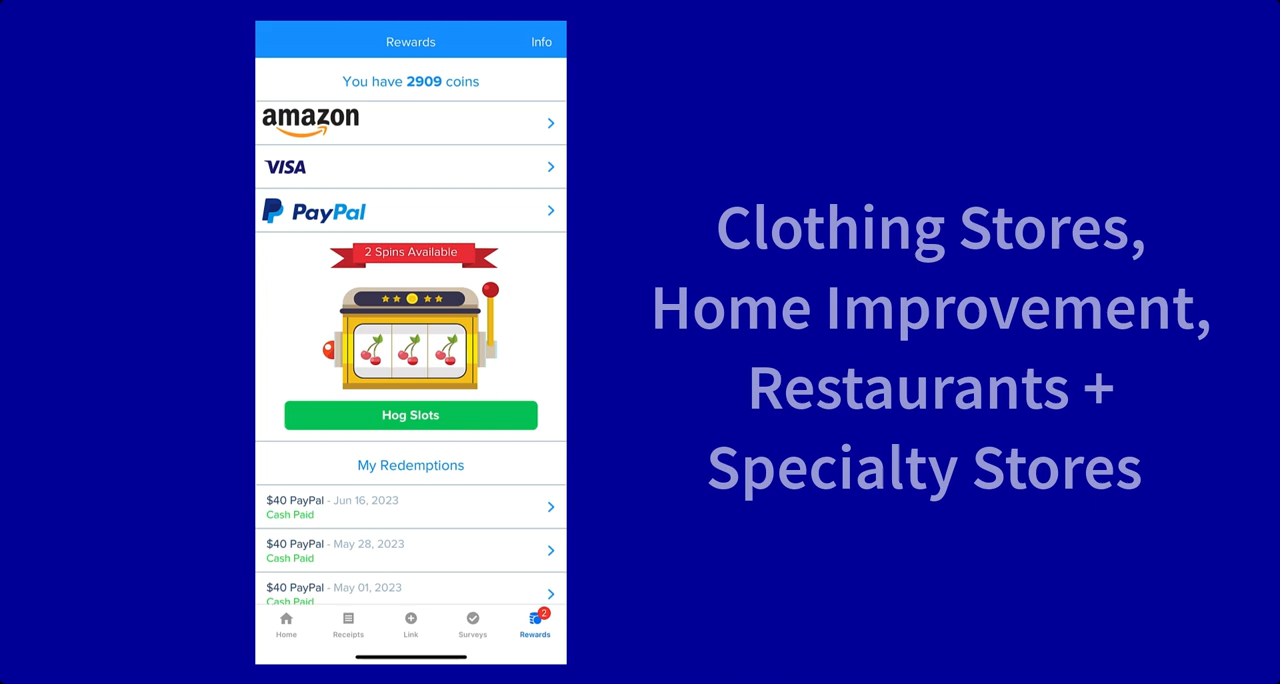 Rewards
Info
You have 2909 coins
amazon
VISA
PayPal
2 Spins Available
Hog Slots
My Redemptions
$40 PayPal - Jun 16, 2023
Cash Paid
$40 PayPal - May 28, 2023
Cash Paid
$40 PayPal - May 01, 2023
Cash Paid
2
Home
Receipts
Link
Surveys
Rewards
Clothing Stores,
Home Improvement,
Restaurants +
Specialty Stores